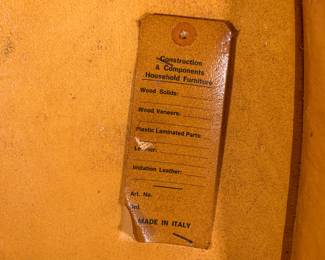 Construction
& Components
Household Furniture
Wood Solids:
Wood Veneers:
Plastic Laminated Parts:
Leather:
Imitation Leather:
Art. No.
Ord.
MADE IN ITALY